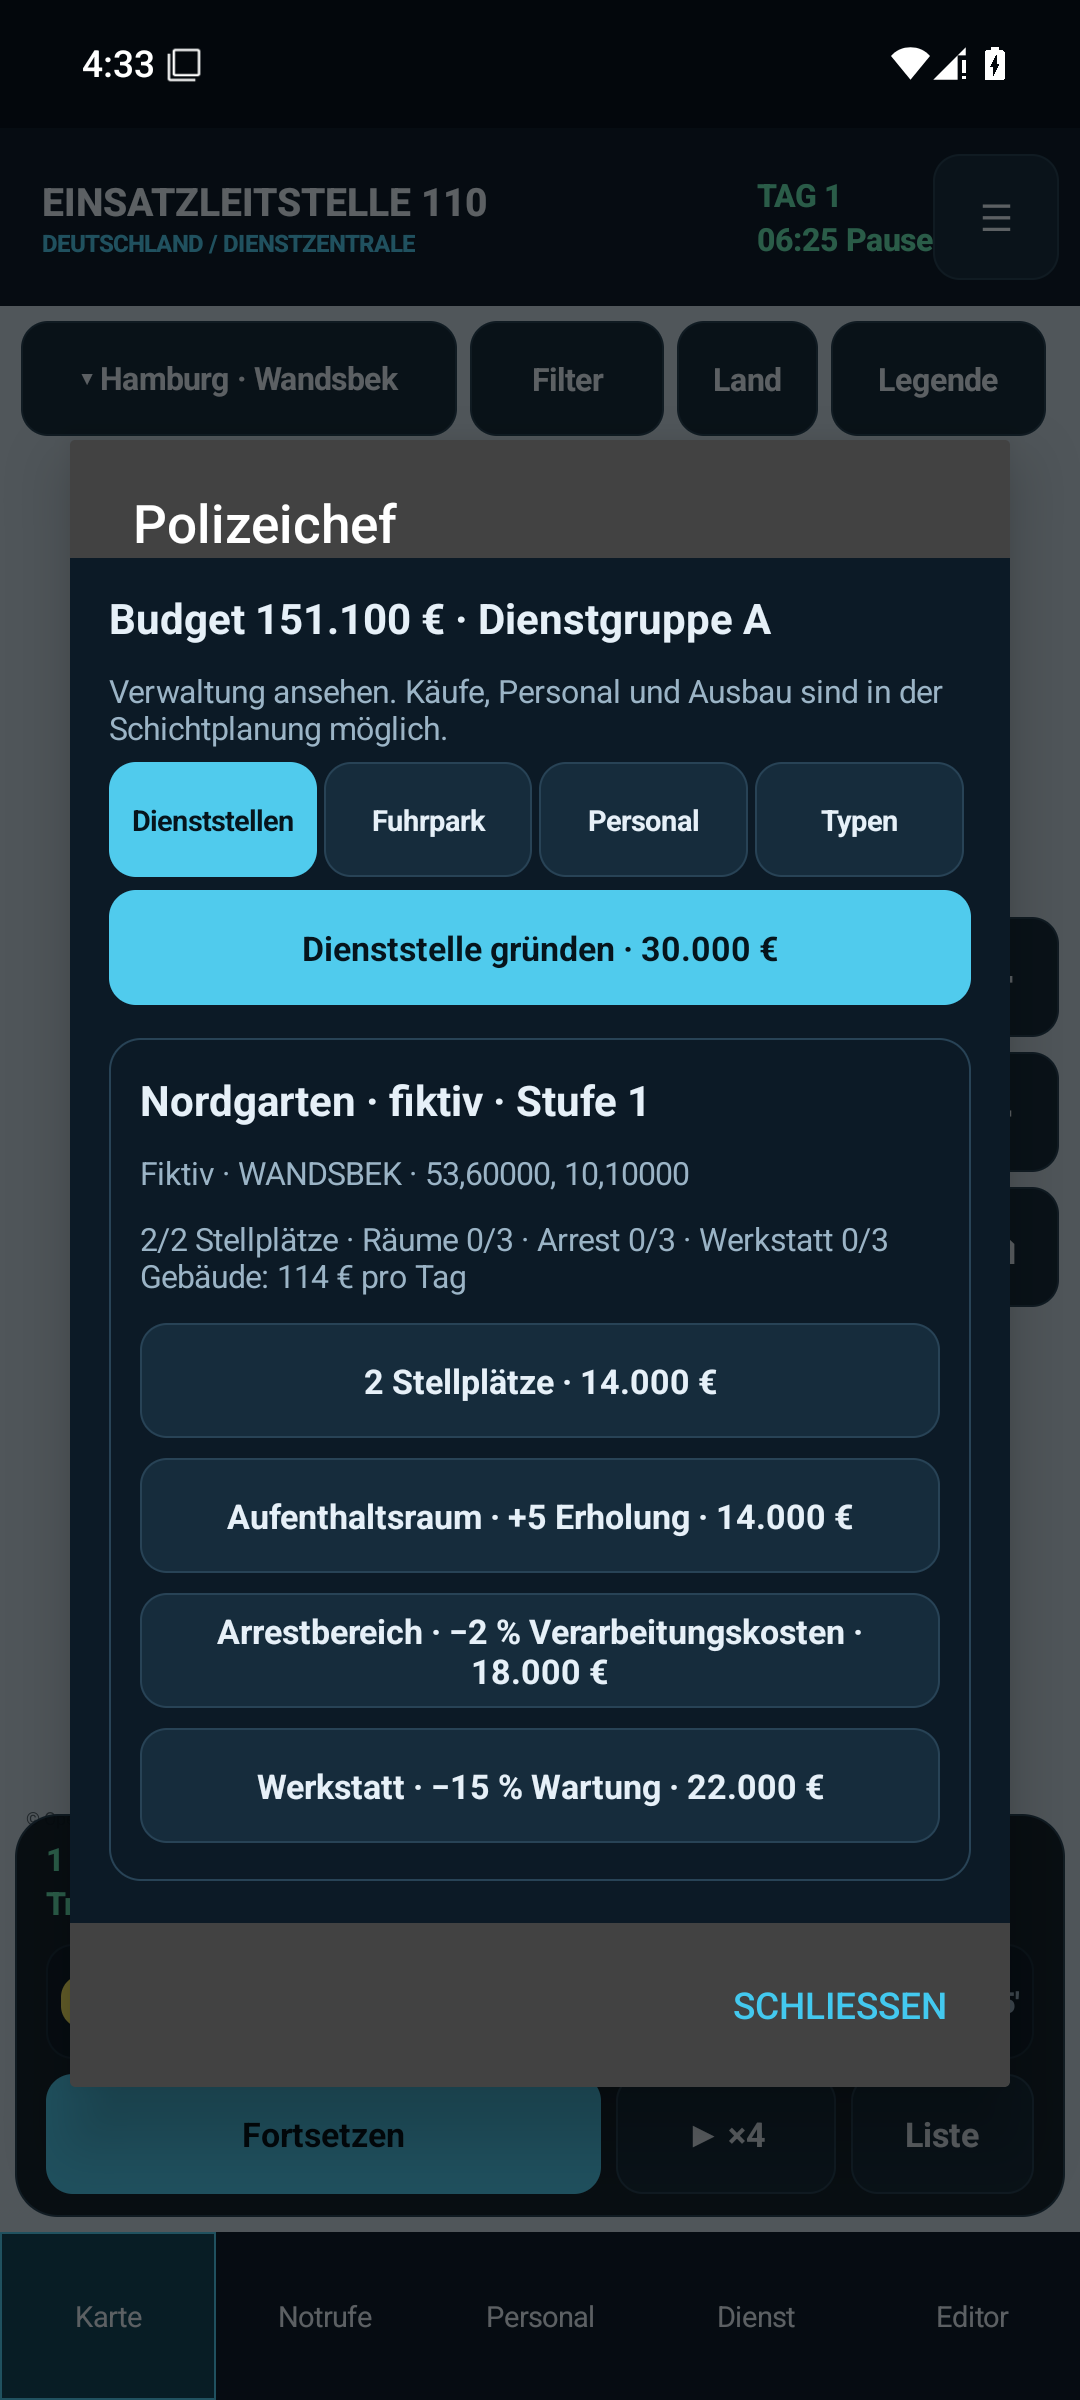 4:33
EINSATZLEITSTELLE 110
DEUTSCHLAND / DIENSTZENTRALE
TAG 1
06:25 Pause
▾ Hamburg · Wandsbek
Filter
Land
Legende
Polizeichef
Budget 151.100 € · Dienstgruppe A
Verwaltung ansehen. Käufe, Personal und Ausbau sind in der
Schichtplanung möglich.
Dienststellen
Fuhrpark
Personal
Typen
Dienststelle gründen · 30.000 €
Nordgarten · fiktiv · Stufe 1
Fiktiv · WANDSBEK · 53,60000, 10,10000
2/2 Stellplätze · Räume 0/3 · Arrest 0/3 · Werkstatt 0/3
Gebäude: 114 € pro Tag
2 Stellplätze · 14.000 €
Aufenthaltsraum · +5 Erholung · 14.000 €
Arrestbereich · −2 % Verarbeitungskosten ·
18.000 €
Werkstatt · −15 % Wartung · 22.000 €
1
SCHLIESSEN
Fortsetzen
▶ ×4
Liste
Karte
Notrufe
Personal
Dienst
Editor